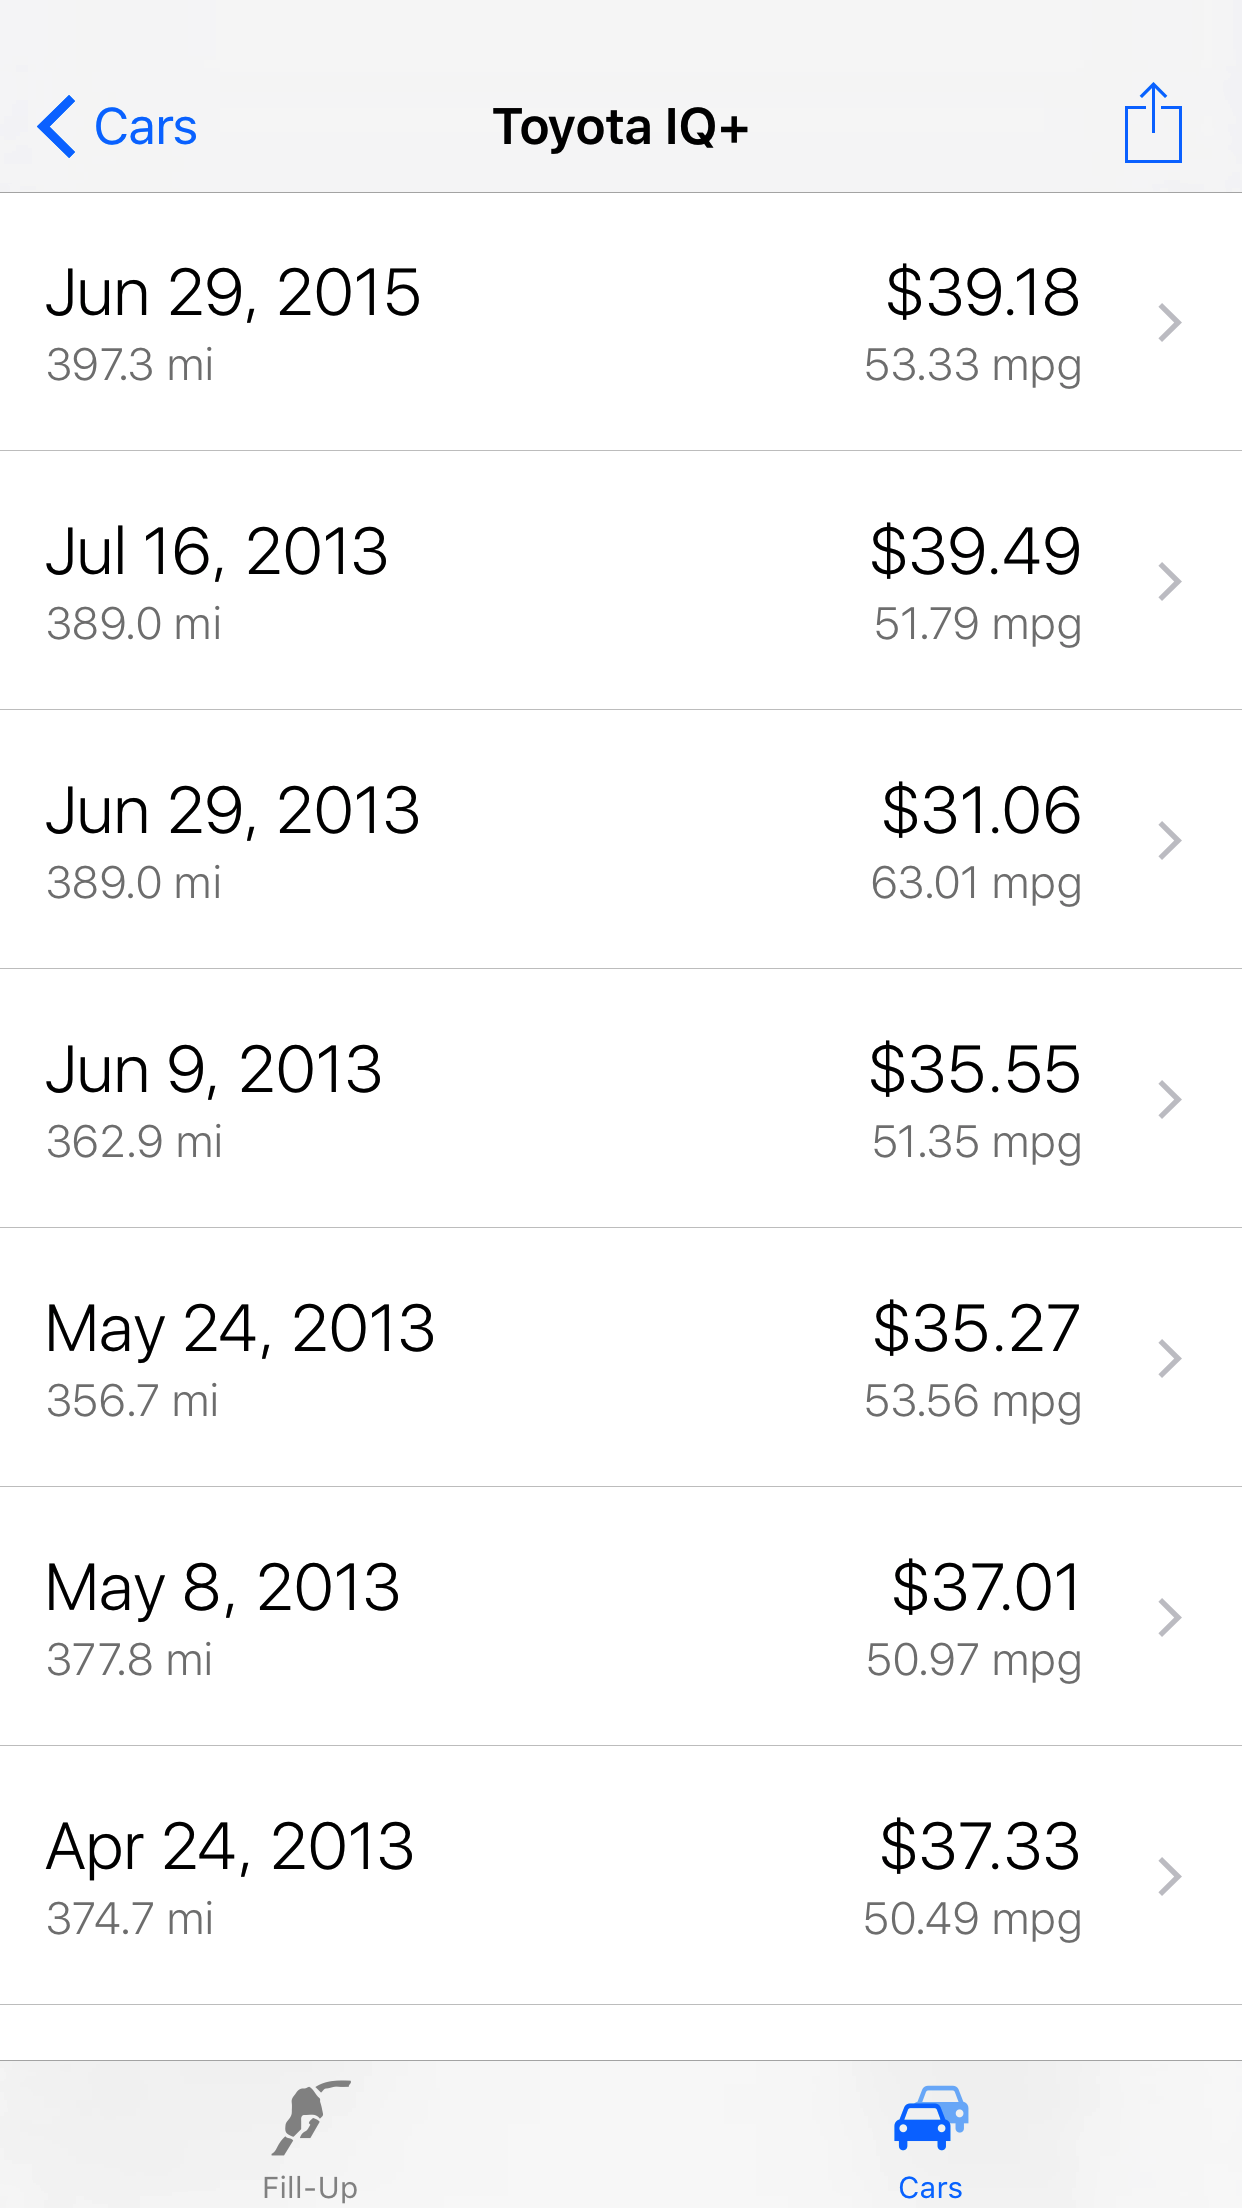 Cars
Toyota IQ+
Jun 29, 2015
$39.18
397.3 mi
53.33 mpg
Jul 16, 2013
$39.49
389.0 mi
51.79 mpg
Jun 29, 2013
$31.06
389.0 mi
63.01 mpg
Jun 9, 2013
$35.55
362.9 mi
51.35 mpg
May 24, 2013
$35.27
356.7 mi
53.56 mpg
May 8, 2013
$37.01
377.8 mi
50.97 mpg
Apr 24, 2013
$37.33
374.7 mi
50.49 mpg
Fill-Up
Cars